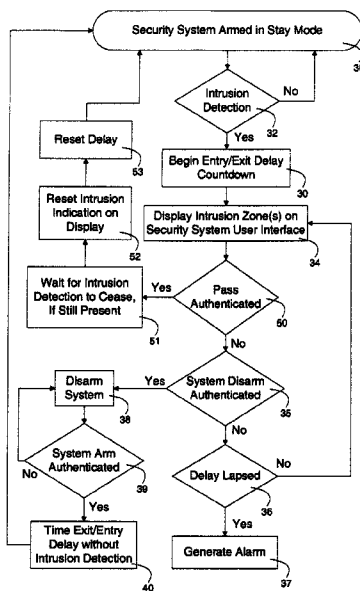 Security System Armed in Stay Mode
Intrusion
Detection
No
32
Yes
Reset Delay
53
Begin Entry/Exit Delay
Countdown
30
Reset Intrusion
Indication on
Display
52
Display Intrusion Zone(s) on
Security System User Interface
34
Wait for Intrusion
Detection to Cease,
If Still Present
51
Yes
Pass
Authenticated
50
No
Disarm
System
38
Yes
System Disarm
Authenticated
35
No
System Arm
Authenticated
39
No
Yes
Delay Lapsed
36
No
Yes
Time Exit/Entry
Delay without
Intrusion Detection
40
Generate Alarm
37